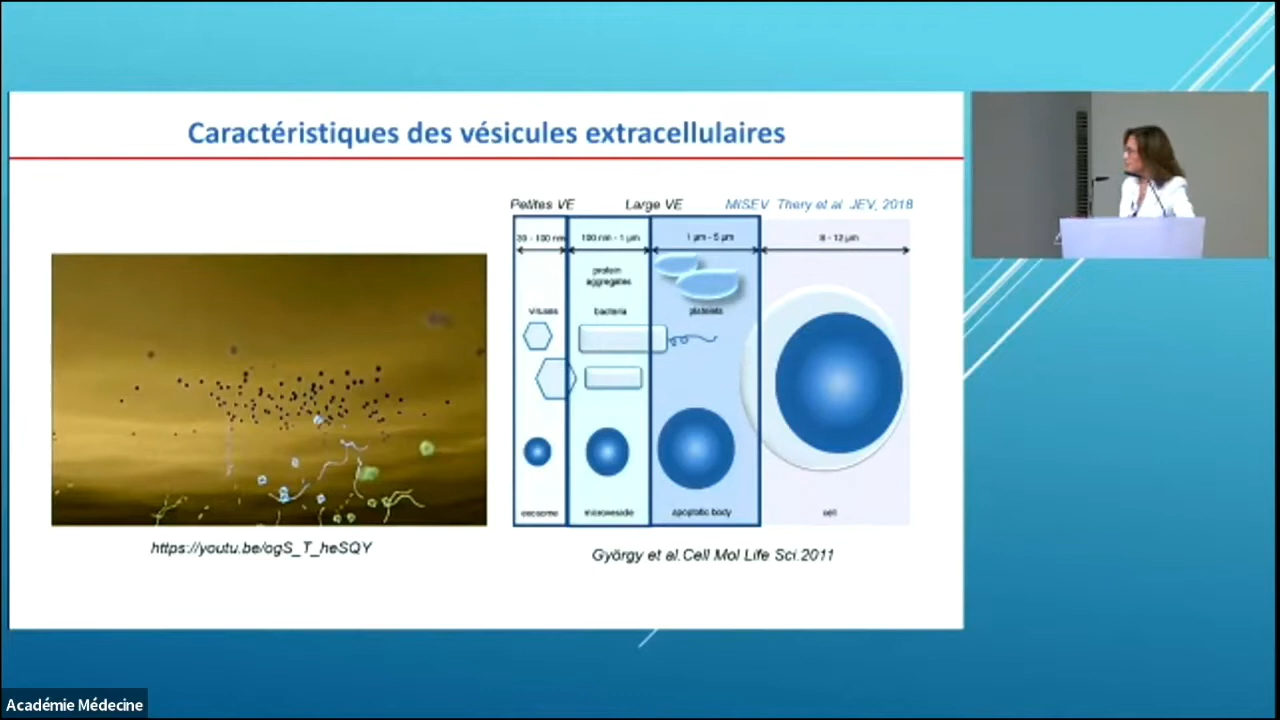 Caractéristiques des vésicules extracellulaires
Petites VE
Large VE
MISEV Thery et al. JEV, 2018
30 - 100 nm
100 nm - 1 µm
1 µm - 5 µm
8 - 12 µm
protein
aggregates
viruses
bacteria
platelets
exosome
microvesicle
apoptotic body
cell
https://youtu.be/ogS_T_heSQY
György et al.Cell Mol Life Sci.2011
Académie Médecine